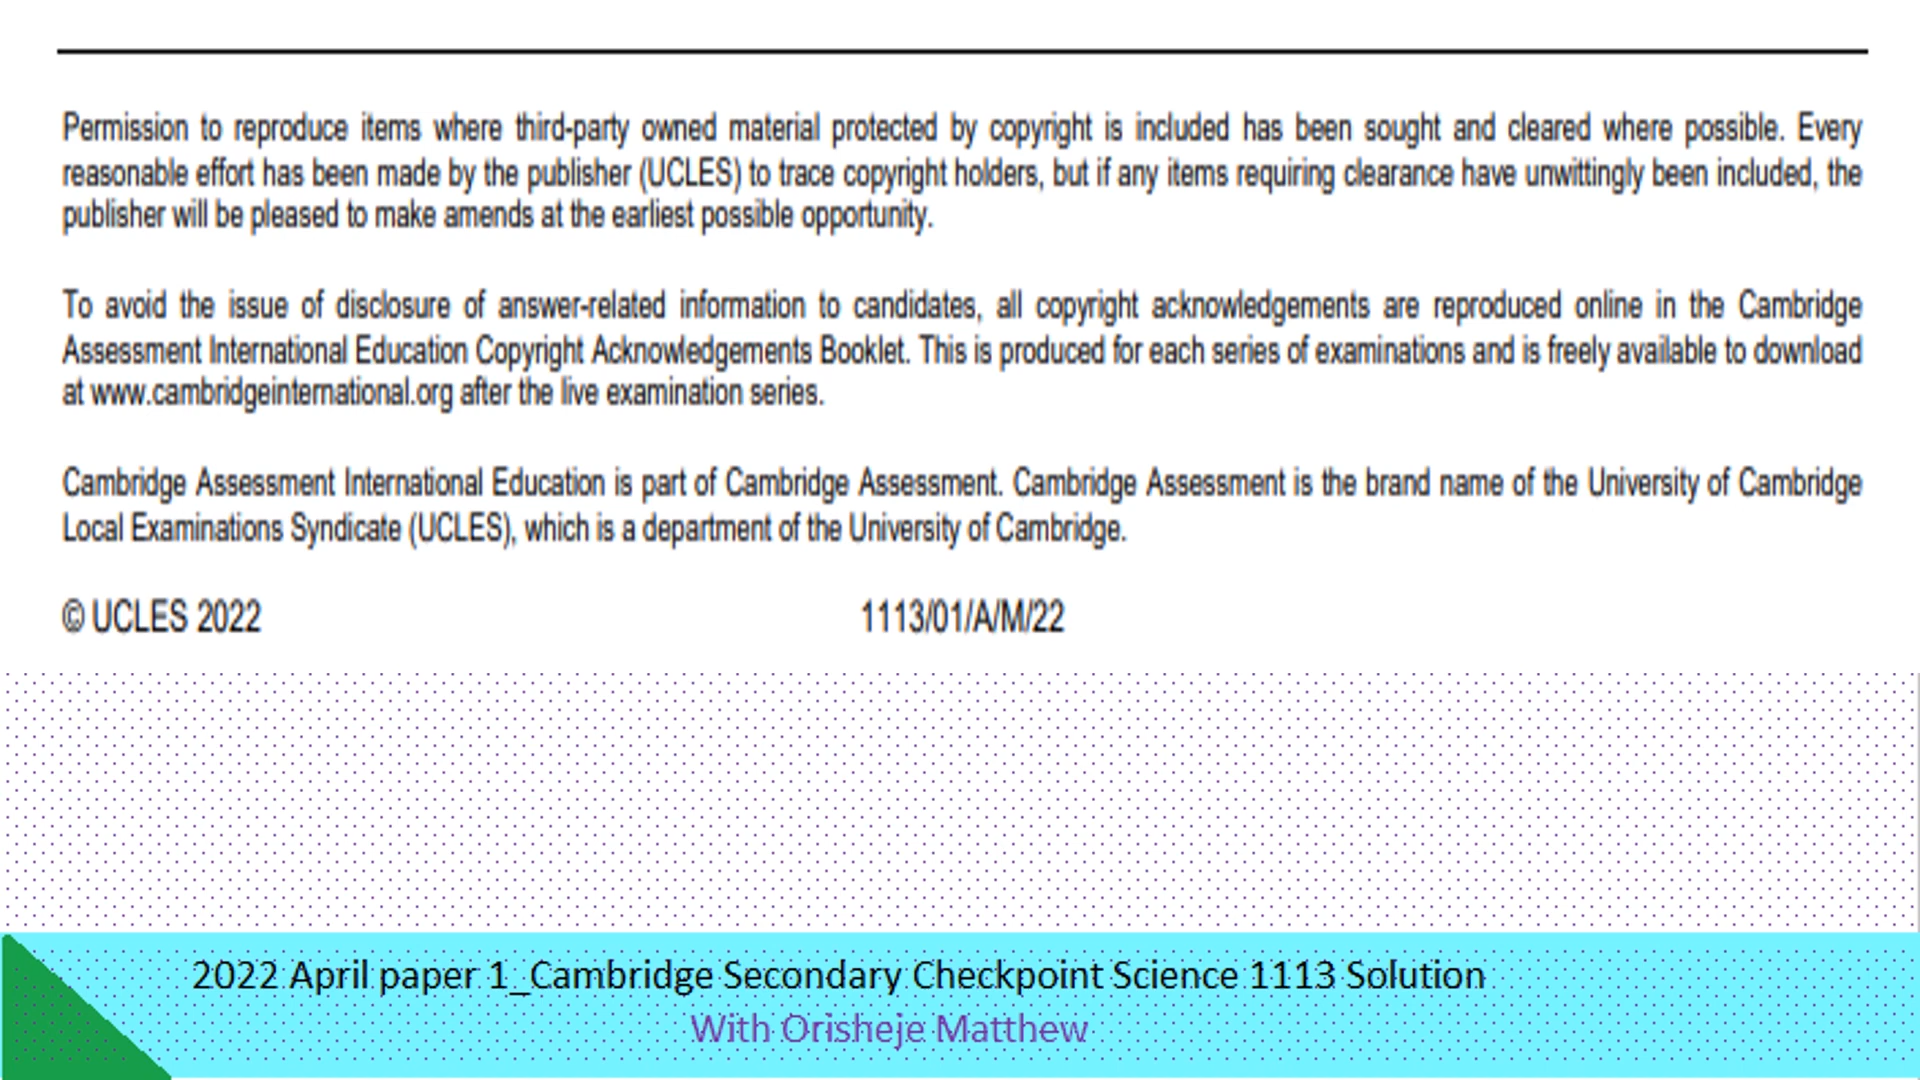 Permission to reproduce items where third-party owned material protected by copyright is included has been sought and cleared where possible. Every
reasonable effort has been made by the publisher (UCLES) to trace copyright holders, but if any items requiring clearance have unwittingly been included, the
publisher will be pleased to make amends at the earliest possible opportunity.
To avoid the issue of disclosure of answer-related information to candidates, all copyright acknowledgements are reproduced online in the Cambridge
Assessment International Education Copyright Acknowledgements Booklet. This is produced for each series of examinations and is freely available to download
at www.cambridgeinternational.org after the live examination series.
Cambridge Assessment International Education is part of Cambridge Assessment. Cambridge Assessment is the brand name of the University of Cambridge
Local Examinations Syndicate (UCLES), which is a department of the University of Cambridge.
© UCLES 2022 1113/01/A/M/22
2022 April paper 1_Cambridge Secondary Checkpoint Science 1113 Solution
With Orisheje Matthew